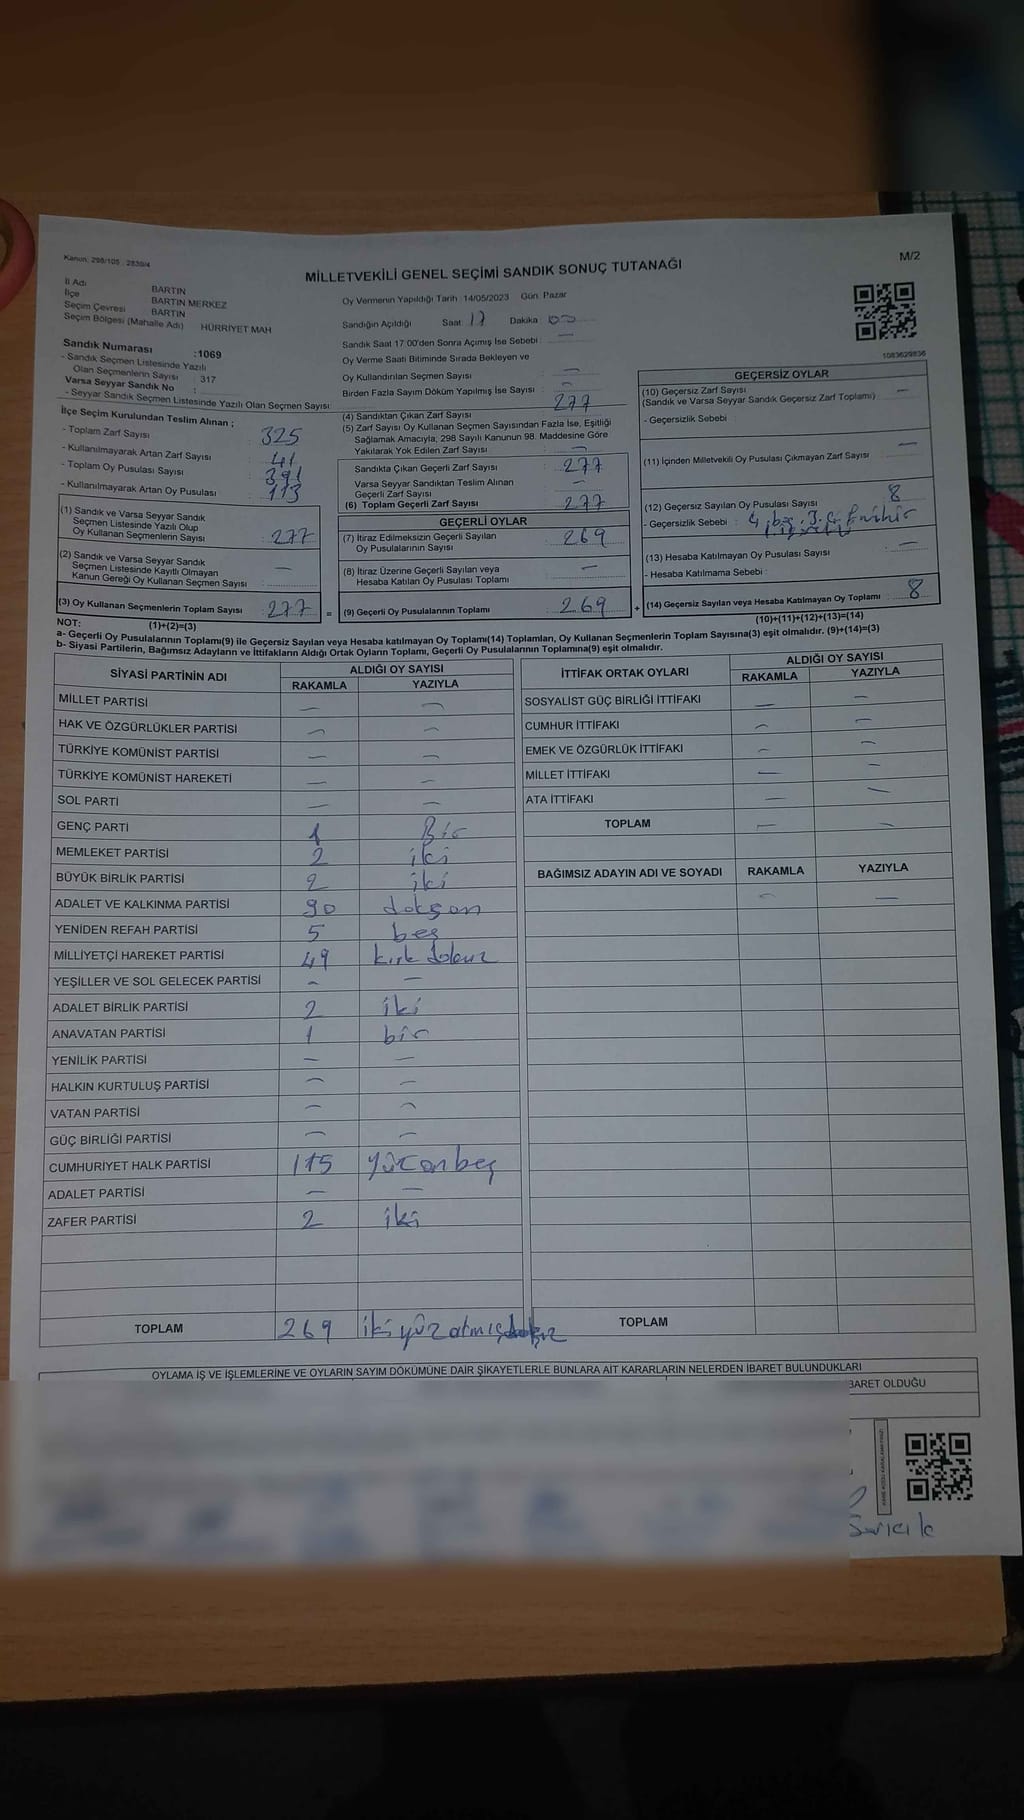 Kanun: 298/105 , 2839/4
M/2
MİLLETVEKİLİ GENEL SEÇİMİ SANDIK SONUÇ TUTANAĞI
İl Adı BARTIN
İlçe BARTIN MERKEZ
Seçim Çevresi BARTIN
Seçim Bölgesi (Mahalle Adı) HÜRRİYET MAH
Sandık Numarası :1069
- Sandık Seçmen Listesinde Yazılı
Olan Seçmenlerin Sayısı : 317
Varsa Seyyar Sandık No :
- Seyyar Sandık Seçmen Listesinde Yazılı Olan Seçmen Sayısı:
İlçe Seçim Kurulundan Teslim Alınan ;
- Toplam Zarf Sayısı 325
- Kullanılmayarak Artan Zarf Sayısı 41
- Toplam Oy Pusulası Sayısı 391
- Kullanılmayarak Artan Oy Pusulası 113
(1) Sandık ve Varsa Seyyar Sandık
Seçmen Listesinde Yazılı Olup
Oy Kullanan Seçmenlerin Sayısı : 277
(2) Sandık ve Varsa Seyyar Sandık
Seçmen Listesinde Kayıtlı Olmayan
Kanun Gereği Oy Kullanan Seçmen Sayısı : —
(3) Oy Kullanan Seçmenlerin Toplam Sayısı : 277 =
Oy Vermenin Yapıldığı Tarih :14/05/2023 Gün: Pazar
Sandığın Açıldığı Saat: 17 Dakika : 00
Sandık Saat 17:00'den Sonra Açımış İse Sebebi : —
Oy Verme Saati Bitiminde Sırada Bekleyen ve
Oy Kullandırılan Seçmen Sayısı : —
Birden Fazla Sayım Döküm Yapılmış İse Sayısı : —
(4) Sandıktan Çıkan Zarf Sayısı : 277
(5) Zarf Sayısı Oy Kullanan Seçmen Sayısından Fazla İse, Eşitliği
Sağlamak Amacıyla, 298 Sayılı Kanunun 98. Maddesine Göre
Yakılarak Yok Edilen Zarf Sayısı : —
Sandıkta Çıkan Geçerli Zarf Sayısı : 277
Varsa Seyyar Sandıktan Teslim Alınan
Geçerli Zarf Sayısı : —
(6) Toplam Geçerli Zarf Sayısı : 277
GEÇERLİ OYLAR
(7) İtiraz Edilmeksizin Geçerli Sayılan
Oy Pusulalarının Sayısı : 269
(8) İtiraz Üzerine Geçerli Sayılan veya
Hesaba Katılan Oy Pusulası Toplamı : —
(9) Geçerli Oy Pusulalarının Toplamı : 269 +
1083629836
GEÇERSİZ OYLAR
(10) Geçersiz Zarf Sayısı : —
(Sandık ve Varsa Seyyar Sandık Geçersiz Zarf Toplamı)
- Geçersizlik Sebebi :
(11) İçinden Milletvekili Oy Pusulası Çıkmayan Zarf Sayısı : —
(12) Geçersiz Sayılan Oy Pusulası Sayısı : 8
- Geçersizlik Sebebi : 4
(13) Hesaba Katılmayan Oy Pusulası Sayısı : —
- Hesaba Katılmama Sebebi :
(14) Geçersiz Sayılan veya Hesaba Katılmayan Oy Toplamı : 8
NOT: (1)+(2)=(3) (10)+(11)+(12)+(13)=(14)
a- Geçerli Oy Pusulalarının Toplamı(9) ile Geçersiz Sayılan veya Hesaba katılmayan Oy Toplamı(14) Toplamları, Oy Kullanan Seçmenlerin Toplam Sayısına(3) eşit olmalıdır. (9)+(14)=(3)
b- Siyasi Partilerin, Bağımsız Adayların ve İttifakların Aldığı Ortak Oyların Toplamı, Geçerli Oy Pusulalarının Toplamına(9) eşit olmalıdır.
SİYASİ PARTİNİN ADI ALDIĞI OY SAYISI
RAKAMLA YAZIYLA
MİLLET PARTİSİ — —
HAK VE ÖZGÜRLÜKLER PARTİSİ — —
TÜRKİYE KOMÜNİST PARTİSİ — —
TÜRKİYE KOMÜNİST HAREKETİ — —
SOL PARTİ — —
GENÇ PARTİ 1 Bir
MEMLEKET PARTİSİ 2 iki
BÜYÜK BİRLİK PARTİSİ 2 iki
ADALET VE KALKINMA PARTİSİ 90 doksan
YENİDEN REFAH PARTİSİ 5 beş
MİLLİYETÇİ HAREKET PARTİSİ 49 kırk dokuz
YEŞİLLER VE SOL GELECEK PARTİSİ — —
ADALET BİRLİK PARTİSİ 2 iki
ANAVATAN PARTİSİ 1 bir
YENİLİK PARTİSİ — —
HALKIN KURTULUŞ PARTİSİ — —
VATAN PARTİSİ — —
GÜÇ BİRLİĞİ PARTİSİ — —
CUMHURİYET HALK PARTİSİ 115 yüzonbeş
ADALET PARTİSİ — —
ZAFER PARTİSİ 2 iki
TOPLAM 269 ikiyüzatmışdokuz
İTTİFAK ORTAK OYLARI ALDIĞI OY SAYISI
RAKAMLA YAZIYLA
SOSYALİST GÜÇ BİRLİĞİ İTTİFAKI — —
CUMHUR İTTİFAKI — —
EMEK VE ÖZGÜRLÜK İTTİFAKI — —
MİLLET İTTİFAKI — —
ATA İTTİFAKI — —
TOPLAM — —
BAĞIMSIZ ADAYIN ADI VE SOYADI RAKAMLA YAZIYLA
— —
TOPLAM
OYLAMA İŞ VE İŞLEMLERİNE VE OYLARIN SAYIM DÖKÜMÜNE DAİR ŞİKAYETLERLE BUNLARA AİT KARARLARIN NELERDEN İBARET BULUNDUKLARI
BARET OLDUĞU